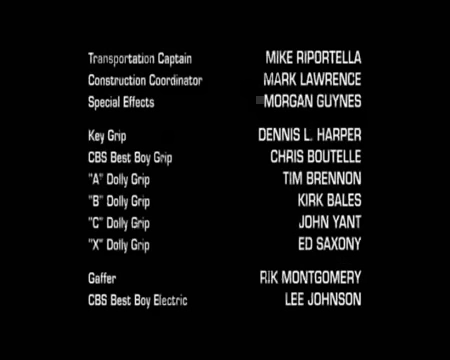 Transportation Captain MIKE RIPORTELLA
Construction Coordinator MARK LAWRENCE
Special Effects MORGAN GUYNES
Key Grip DENNIS L. HARPER
CBS Best Boy Grip CHRIS BOUTELLE
"A" Dolly Grip TIM BRENNON
"B" Dolly Grip KIRK BALES
"C" Dolly Grip JOHN YANT
"X" Dolly Grip ED SAXONY
Gaffer RIK MONTGOMERY
CBS Best Boy Electric LEE JOHNSON